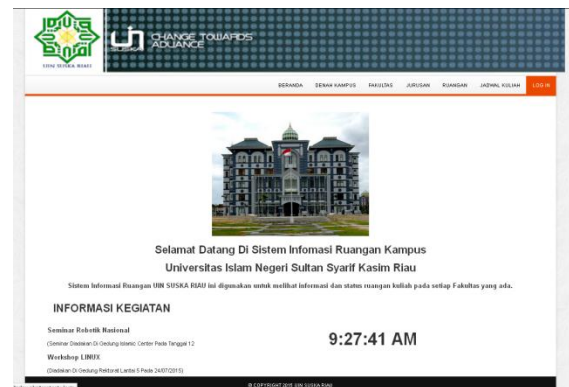 UIN SUSKA RIAU
SUSKA
CHANGE TOWARDS
ADVANCE
BERANDA DENAH KAMPUS FAKULTAS JURUSAN RUANGAN JADWAL KULIAH LOG IN
Selamat Datang Di Sistem Infomasi Ruangan Kampus
Universitas Islam Negeri Sultan Syarif Kasim Riau
Sistem Informasi Ruangan UIN SUSKA RIAU ini digunakan untuk melihat informasi dan status ruangan kuliah pada setiap Fakultas yang ada.
INFORMASI KEGIATAN
Seminar Robotik Nasional
(Seminar Diadakan Di Gedung Islamic Center Pada Tanggal 12
9:27:41 AM
Workshop LINUX
(Diadakan Di Gedung Rektorat Lantai 5 Pada 24/07/2015)
© COPYRIGHT 2015 UIN SUSKA RIAU